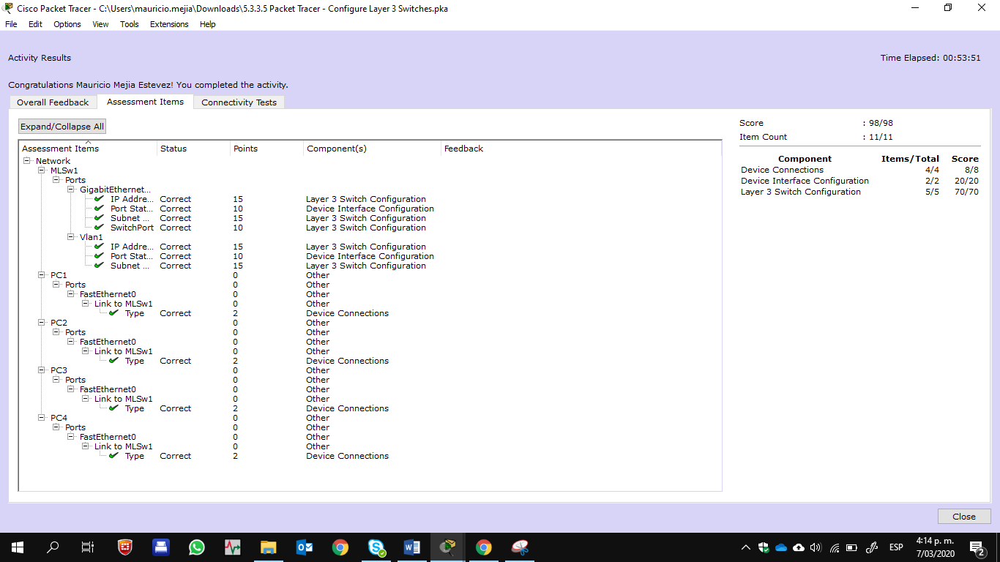 Cisco Packet Tracer - C:\Users\mauricio.mejia\Downloads\5.3.3.5 Packet Tracer - Configure Layer 3 Switches.pka
File Edit Options View Tools Extensions Help
Activity Results Time Elapsed: 00:53:51
Congratulations Mauricio Mejia Estevez! You completed the activity.
Overall Feedback Assessment Items Connectivity Tests
Expand/Collapse All
Assessment Items Status Points Component(s) Feedback
Network
MLSw1
Ports
GigabitEthernet...
IP Addre... Correct 15 Layer 3 Switch Configuration
Port Stat... Correct 10 Device Interface Configuration
Subnet ... Correct 15 Layer 3 Switch Configuration
SwitchPort Correct 10 Layer 3 Switch Configuration
Vlan1
IP Addre... Correct 15 Layer 3 Switch Configuration
Port Stat... Correct 10 Device Interface Configuration
Subnet ... Correct 15 Layer 3 Switch Configuration
PC1 0 Other
Ports 0 Other
FastEthernet0 0 Other
Link to MLSw1 0 Other
Type Correct 2 Device Connections
PC2 0 Other
Ports 0 Other
FastEthernet0 0 Other
Link to MLSw1 0 Other
Type Correct 2 Device Connections
PC3 0 Other
Ports 0 Other
FastEthernet0 0 Other
Link to MLSw1 0 Other
Type Correct 2 Device Connections
PC4 0 Other
Ports 0 Other
FastEthernet0 0 Other
Link to MLSw1 0 Other
Type Correct 2 Device Connections
Score : 98/98
Item Count : 11/11
Component Items/Total Score
Device Connections 4/4 8/8
Device Interface Configuration 2/2 20/20
Layer 3 Switch Configuration 5/5 70/70
Close
ESP
4:14 p. m.
7/03/2020
2